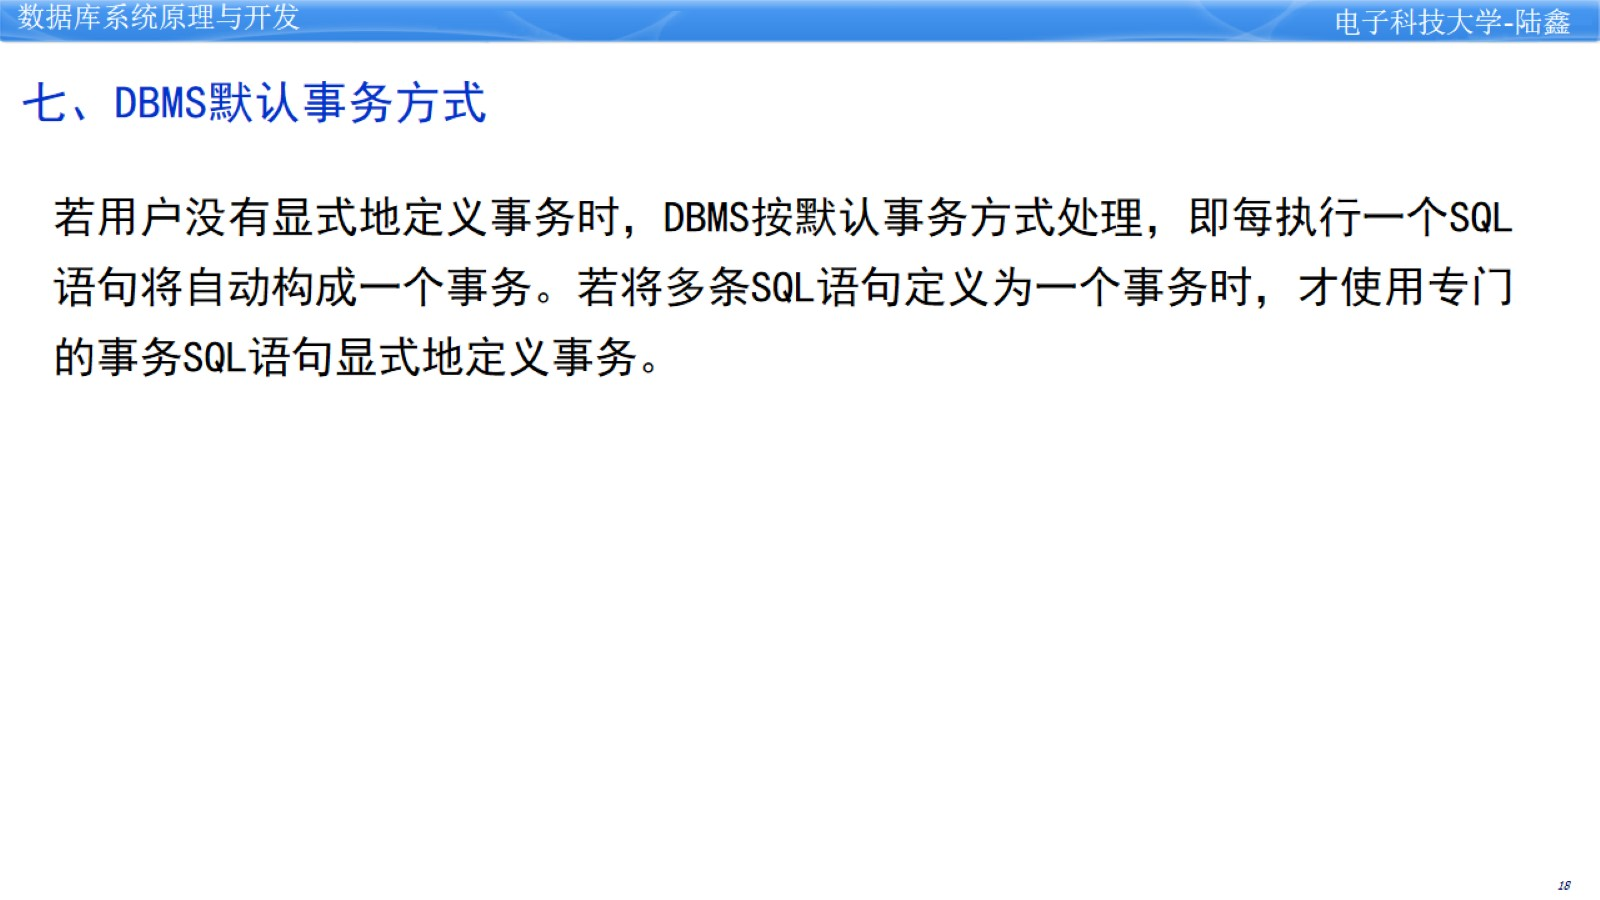 数据库系统原理与开发
电子科技大学-陆鑫
七、DBMS默认事务方式
若用户没有显式地定义事务时，DBMS按默认事务方式处理，即每执行一个SQL
语句将自动构成一个事务。若将多条SQL语句定义为一个事务时，才使用专门
的事务SQL语句显式地定义事务。
18